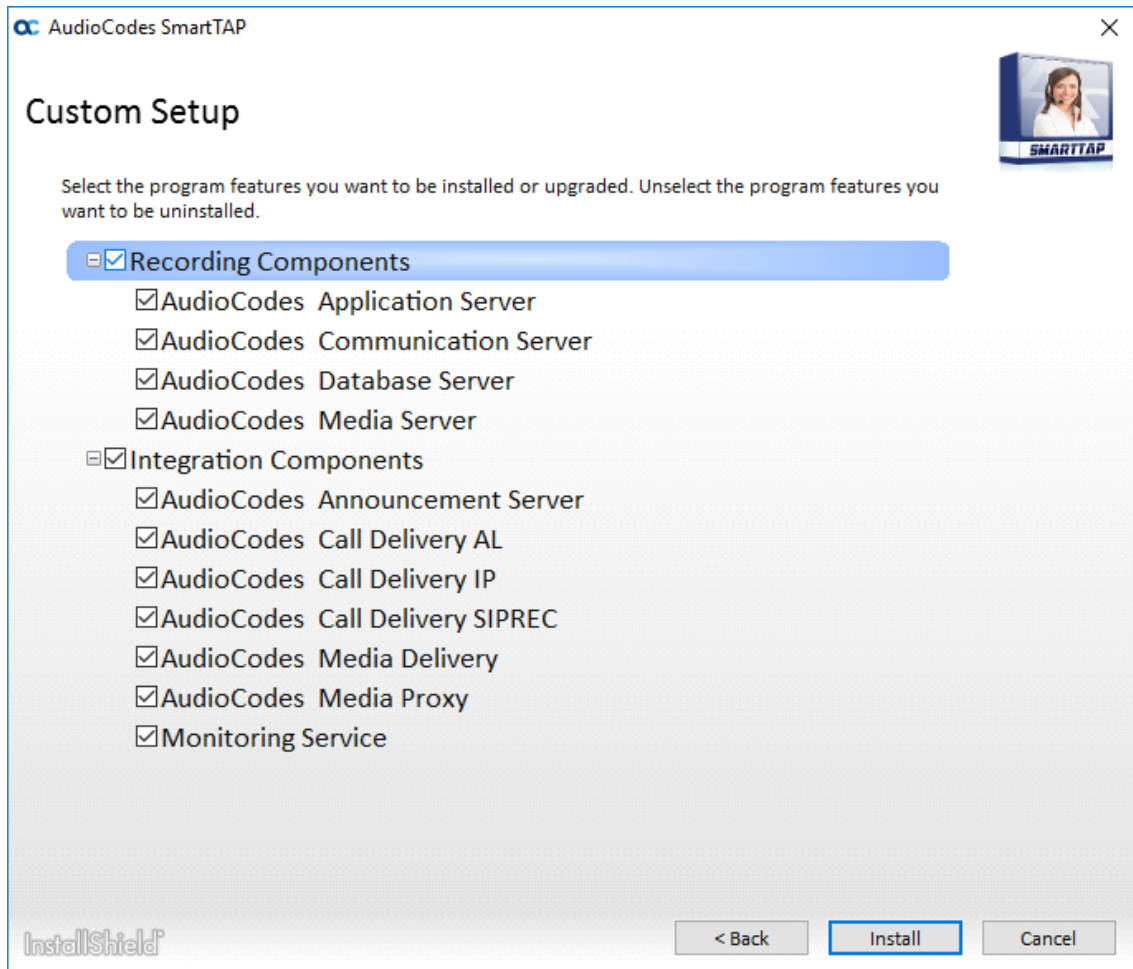 AudioCodes SmartTAP
Custom Setup
SMARTTAP
Select the program features you want to be installed or upgraded. Unselect the program features you
want to be uninstalled.
Recording Components
AudioCodes Application Server
AudioCodes Communication Server
AudioCodes Database Server
AudioCodes Media Server
Integration Components
AudioCodes Announcement Server
AudioCodes Call Delivery AL
AudioCodes Call Delivery IP
AudioCodes Call Delivery SIPREC
AudioCodes Media Delivery
AudioCodes Media Proxy
Monitoring Service
InstallShield
< Back Install Cancel